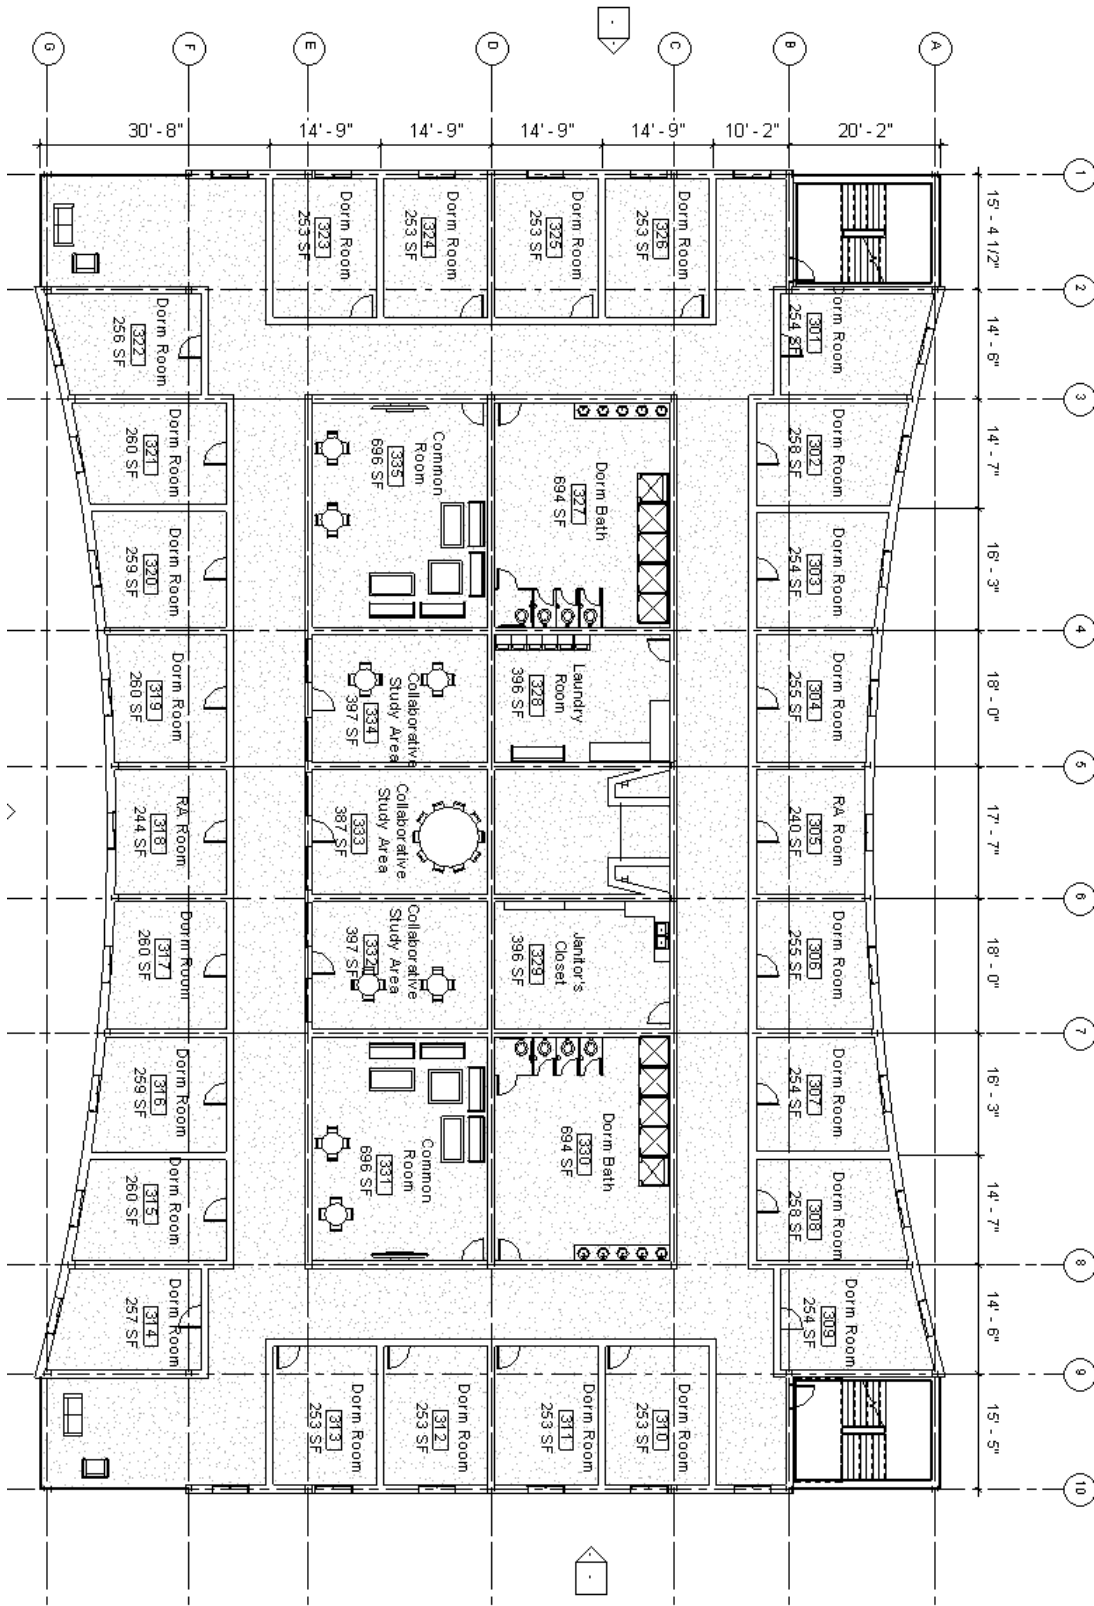 G
F
E
D
C
B
A
30' - 8"
14' - 9"
14' - 9"
14' - 9"
14' - 9"
10' - 2"
20' - 2"
1
2
3
4
5
6
7
8
9
10
15' - 4 1/2"
14' - 6"
14' - 7"
16' - 3"
18' - 0"
17' - 7"
18' - 0"
16' - 3"
14' - 7"
14' - 6"
15' - 5"
Dorm Room
323
253 SF
Dorm Room
324
253 SF
Dorm Room
325
253 SF
Dorm Room
326
253 SF
Dorm Room
322
256 SF
Dorm Room
301
254 SF
Dorm Room
321
260 SF
Common
Room
335
696 SF
Dorm Bath
327
694 SF
Dorm Room
302
258 SF
Dorm Room
320
259 SF
Dorm Room
303
254 SF
Dorm Room
319
260 SF
Collaborative
Study Area
334
397 SF
Laundry
Room
328
396 SF
Dorm Room
304
255 SF
RA Room
318
244 SF
Collaborative
Study Area
333
387 SF
RA Room
305
240 SF
Dorm Room
317
260 SF
Collaborative
Study Area
332
397 SF
Janitor's
Closet
329
396 SF
Dorm Room
306
255 SF
Dorm Room
316
259 SF
Common
Room
331
696 SF
Dorm Bath
330
694 SF
Dorm Room
307
254 SF
Dorm Room
315
260 SF
Dorm Room
308
258 SF
Dorm Room
314
257 SF
Dorm Room
309
254 SF
Dorm Room
313
253 SF
Dorm Room
312
253 SF
Dorm Room
311
253 SF
Dorm Room
310
253 SF